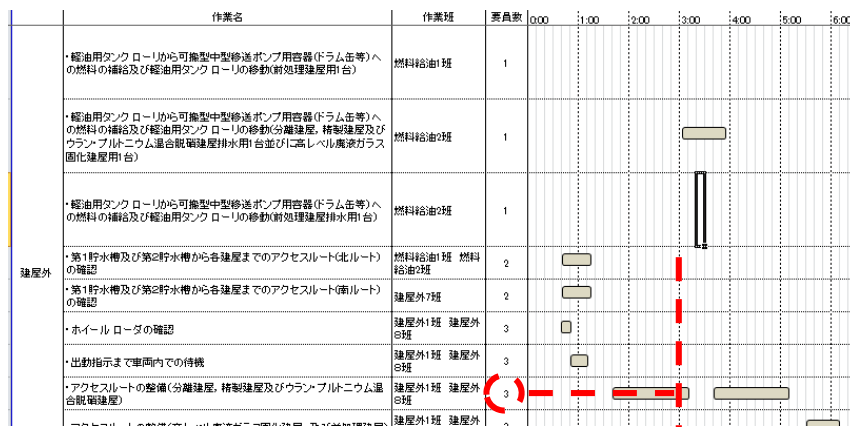 作業名 作業班 要員数 0:00 1:00 2:00 3:00 4:00 5:00 6:00
・軽油用タンク ローリから可搬型中型移送ポンプ用容器(ドラム缶等)へ
の燃料の補給及び軽油用タンク ローリの移動(前処理建屋用1台)
燃料給油1班 1
・軽油用タンク ローリから可搬型中型移送ポンプ用容器(ドラム缶等)へ
の燃料の補給及び軽油用タンク ローリの移動(分離建屋, 精製建屋及び
ウラン・プルトニウム混合脱硝建屋排水用1台並びに高レベル廃液ガラス
固化建屋用1台)
燃料給油2班 1
・軽油用タンク ローリから可搬型中型移送ポンプ用容器(ドラム缶等)へ
の燃料の補給及び軽油用タンク ローリの移動(前処理建屋排水用1台)
燃料給油2班 1
建屋外
・第1貯水槽及び第2貯水槽から各建屋までのアクセスルート(北ルート)
の確認
燃料給油1班 燃料
給油2班
2
・第1貯水槽及び第2貯水槽から各建屋までのアクセスルート(南ルート)
の確認
建屋外7班 2
・ホイール ローダの確認
建屋外1班 建屋外
8班
3
・出動指示まで車両内での待機
建屋外1班 建屋外
8班
3
・アクセスルートの整備(分離建屋, 精製建屋及びウラン・プルトニウム混
合脱硝建屋)
建屋外1班 建屋外
8班
3
建屋外1班 建屋外